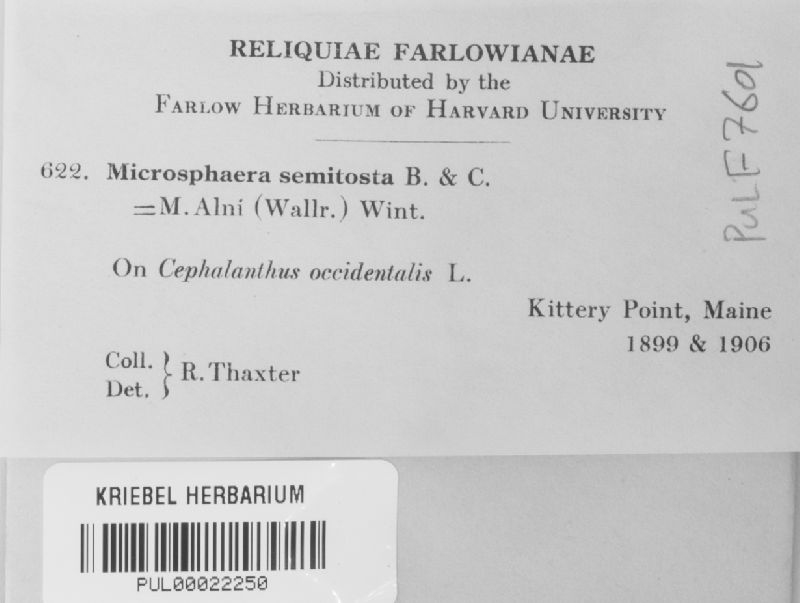 RELIQUIAE FARLOWIANAE
Distributed by the
FARLOW HERBARIUM OF HARVARD UNIVERSITY
622. Microsphaera semitosta B. & C.
=M. Alni (Wallr.) Wint.
On Cephalanthus occidentalis L.
Kittery Point, Maine
1899 & 1906
Coll. } R. Thaxter
Det.
PUL F7601
KRIEBEL HERBARIUM
PUL00022250